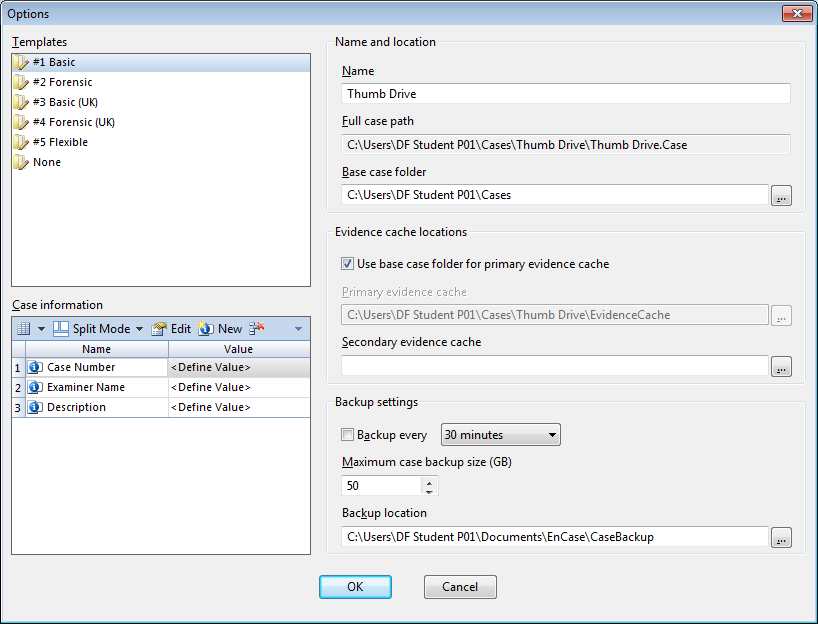 Options
Templates
#1 Basic
#2 Forensic
#3 Basic (UK)
#4 Forensic (UK)
#5 Flexible
None
Case information
Split Mode Edit New
Name Value
1 Case Number <Define Value>
2 Examiner Name <Define Value>
3 Description <Define Value>
Name and location
Name
Thumb Drive
Full case path
C:\Users\DF Student P01\Cases\Thumb Drive\Thumb Drive.Case
Base case folder
C:\Users\DF Student P01\Cases
...
Evidence cache locations
Use base case folder for primary evidence cache
Primary evidence cache
C:\Users\DF Student P01\Cases\Thumb Drive\EvidenceCache
...
Secondary evidence cache
...
Backup settings
Backup every 30 minutes
Maximum case backup size (GB)
50
Backup location
C:\Users\DF Student P01\Documents\EnCase\CaseBackup
...
OK Cancel